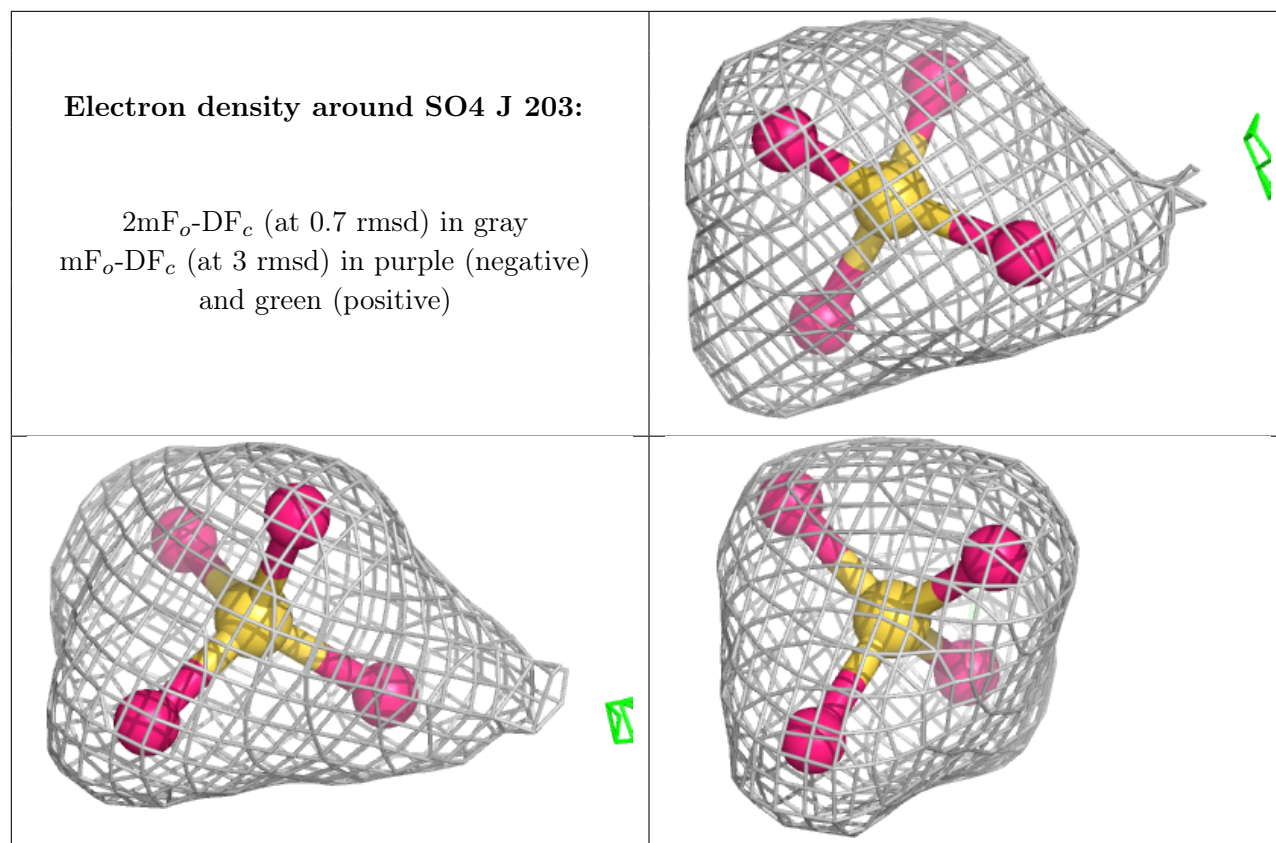 Electron density around SO4 J 203:
2mFo-DFc (at 0.7 rmsd) in gray
mFo-DFc (at 3 rmsd) in purple (negative)
and green (positive)